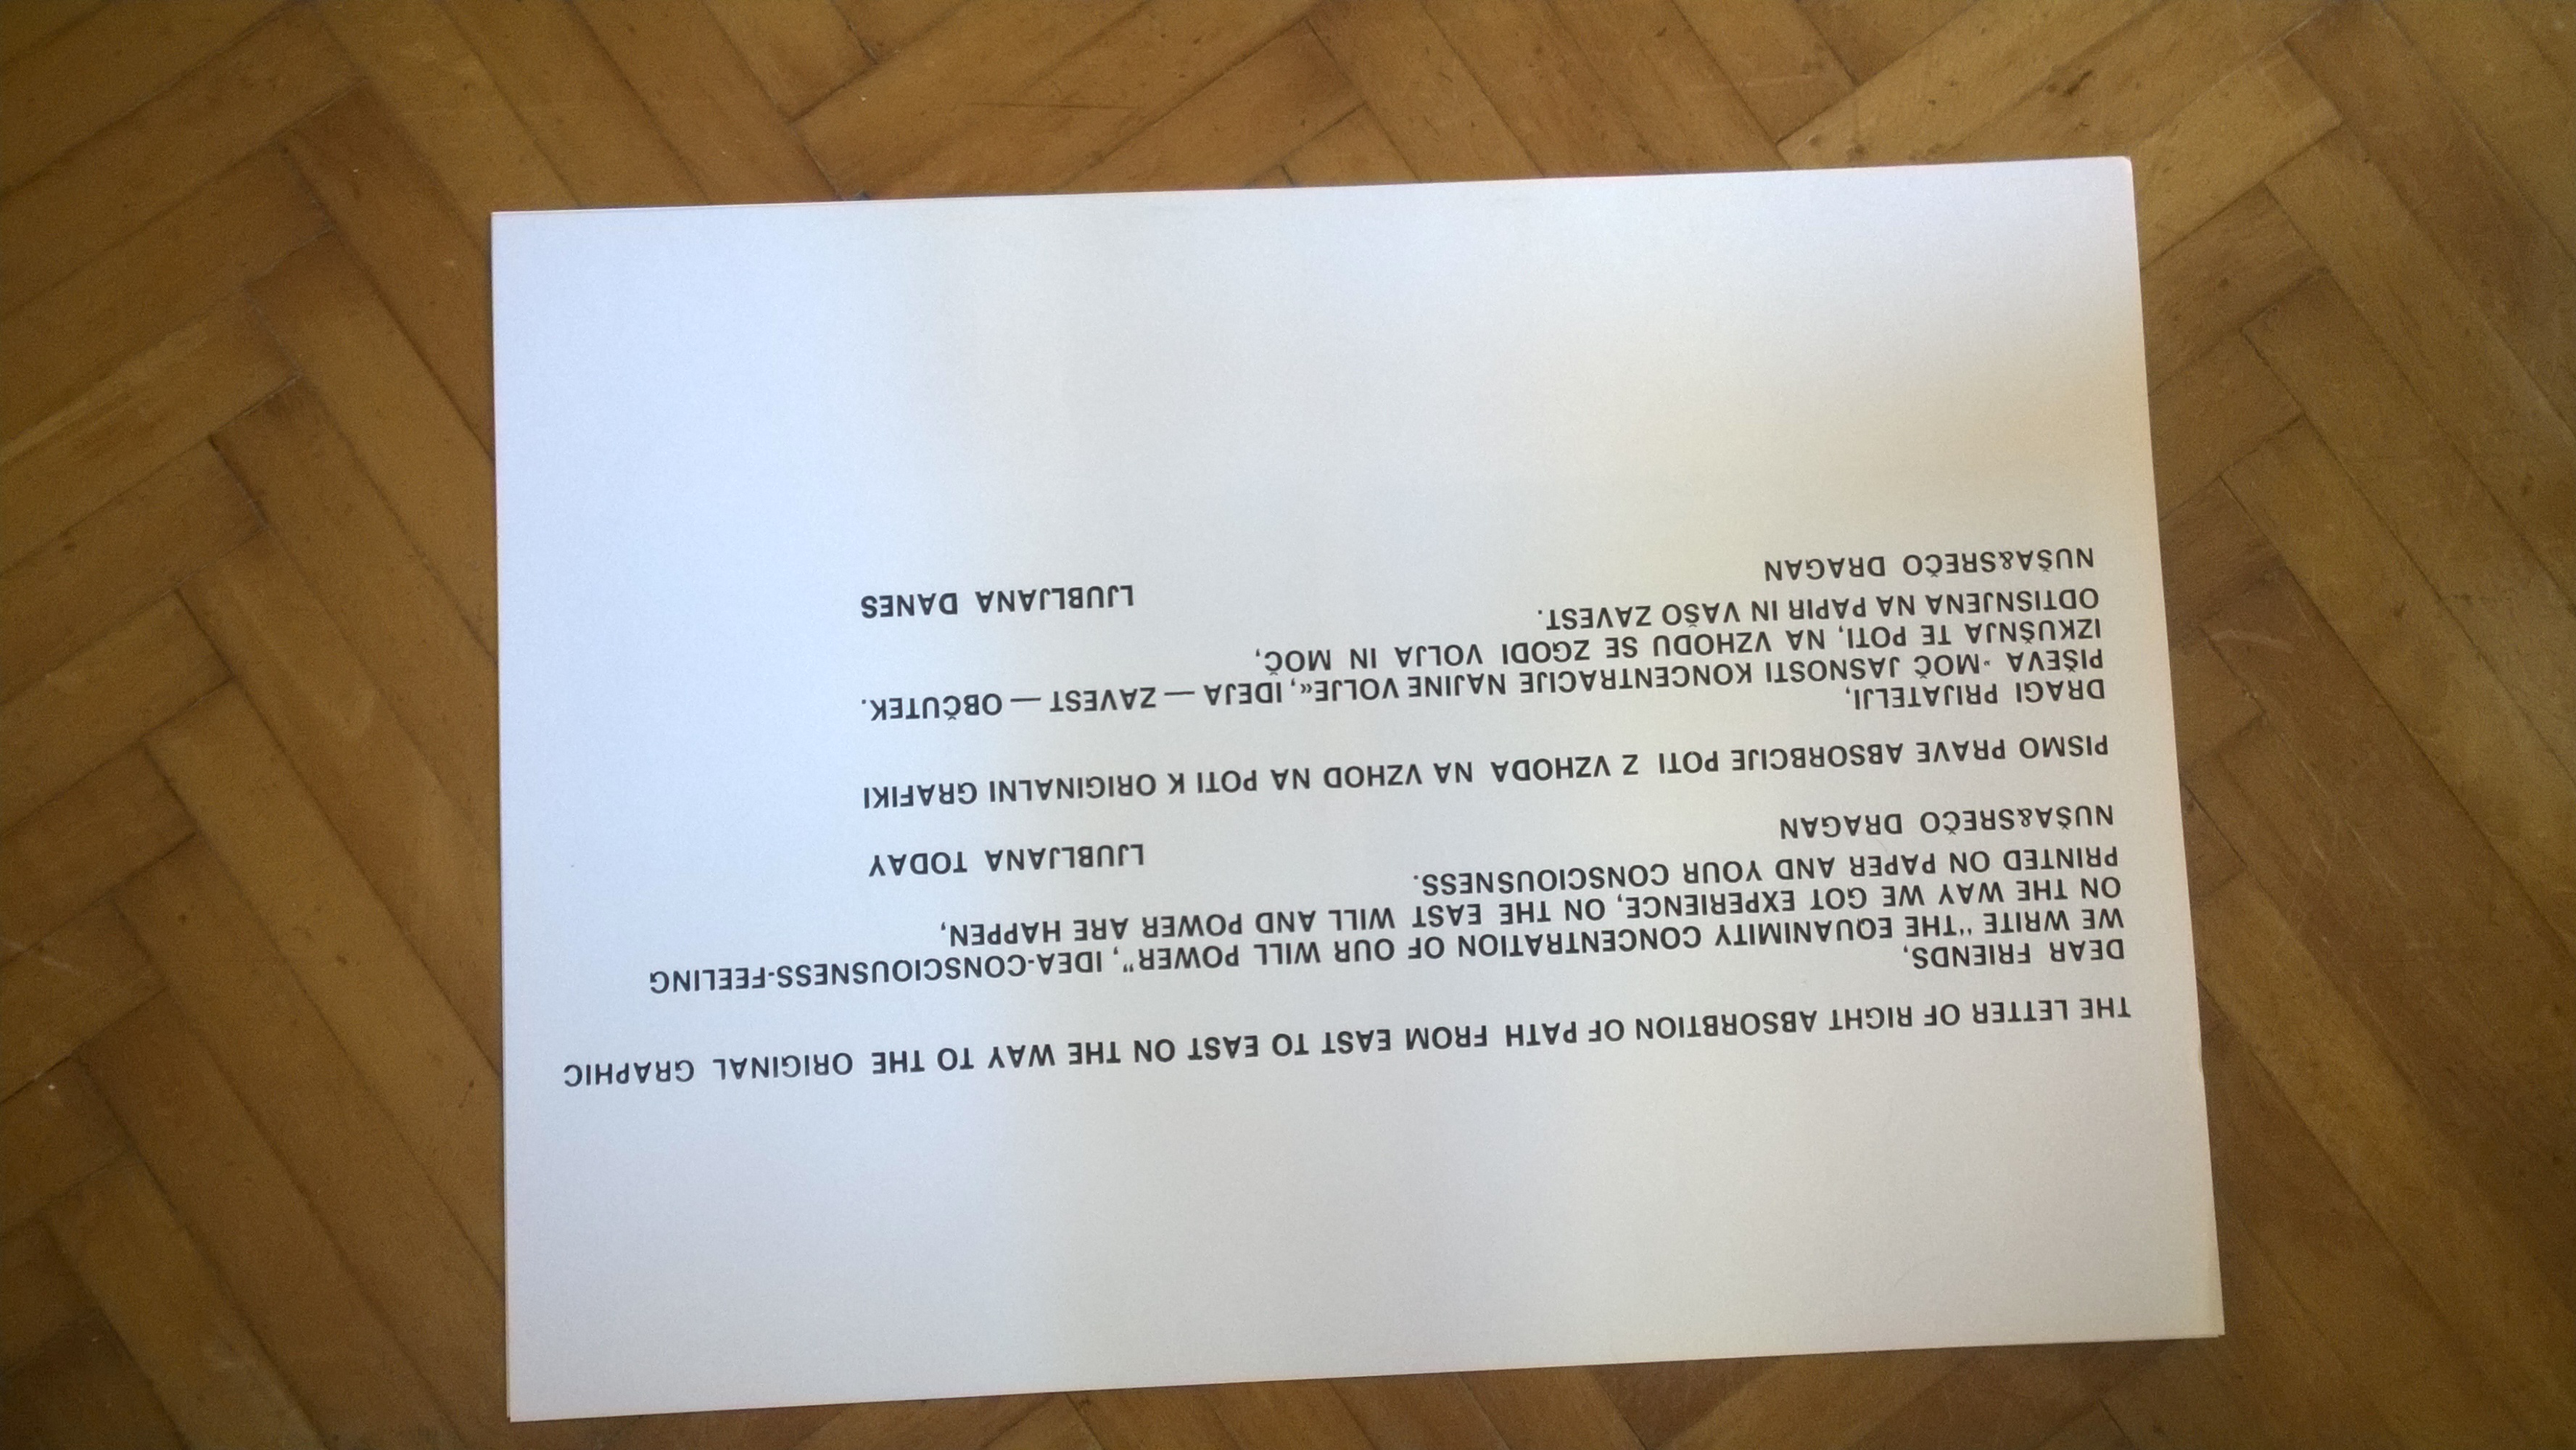 THE LETTER OF RIGHT ABSORBTION OF PATH FROM EAST TO EAST ON THE WAY TO THE ORIGINAL GRAPHIC
DEAR FRIENDS,
WE WRITE “THE EQUANIMITY CONCENTRATION OF OUR WILL POWER”, IDEA-CONSCIOUSNESS-FEELING
ON THE WAY WE GOT EXPERIENCE, ON THE EAST WILL AND POWER ARE HAPPEN,
PRINTED ON PAPER AND YOUR CONSCIOUSNESS.
LJUBLJANA TODAY
NUŠA&SREČO DRAGAN
PISMO PRAVE ABSORBCIJE POTI Z VZHODA NA VZHOD NA POTI K ORIGINALNI GRAFIKI
DRAGI PRIJATELJI,
PIŠEVA »MOČ JASNOSTI KONCENTRACIJE NAJINE VOLJE«, IDEJA — ZAVEST — OBČUTEK.
IZKUŠNJA TE POTI, NA VZHODU SE ZGODI VOLJA IN MOČ,
ODTISNJENA NA PAPIR IN VAŠO ZAVEST.
LJUBLJANA DANES
NUŠA&SREČO DRAGAN